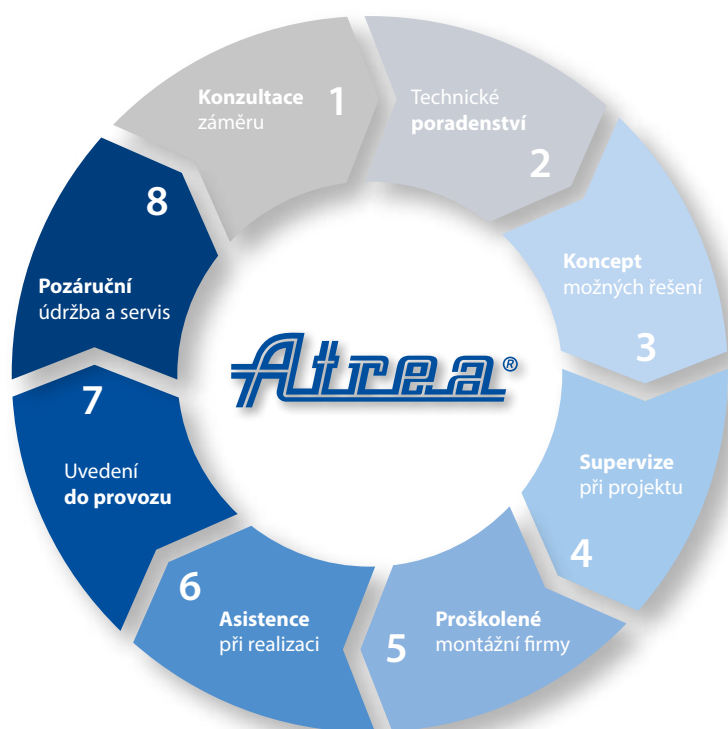 Konzultace
záměru
1
Technické
poradenství
2
Koncept
možných řešení
3
Supervize
při projektu
4
Proškolené
montážní firmy
5
Asistence
při realizaci
6
Uvedení
do provozu
7
Pozáruční
údržba a servis
8
Atrea®